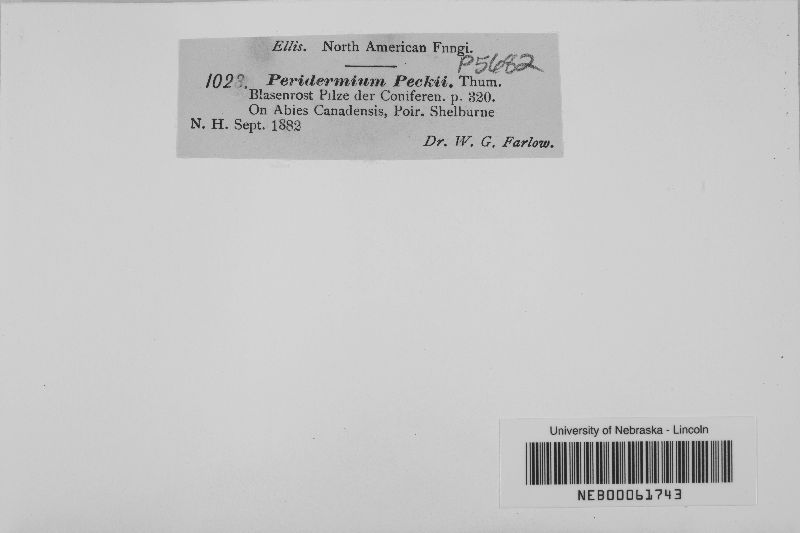 Ellis. North American Fungi.
P5682
1023. Peridermium Peckii. Thum.
Blasenrost Pilze der Coniferen. p. 320.
On Abies Canadensis, Poir. Shelburne
N. H. Sept. 1882
Dr. W. G. Farlow.
University of Nebraska - Lincoln
NEB00061743